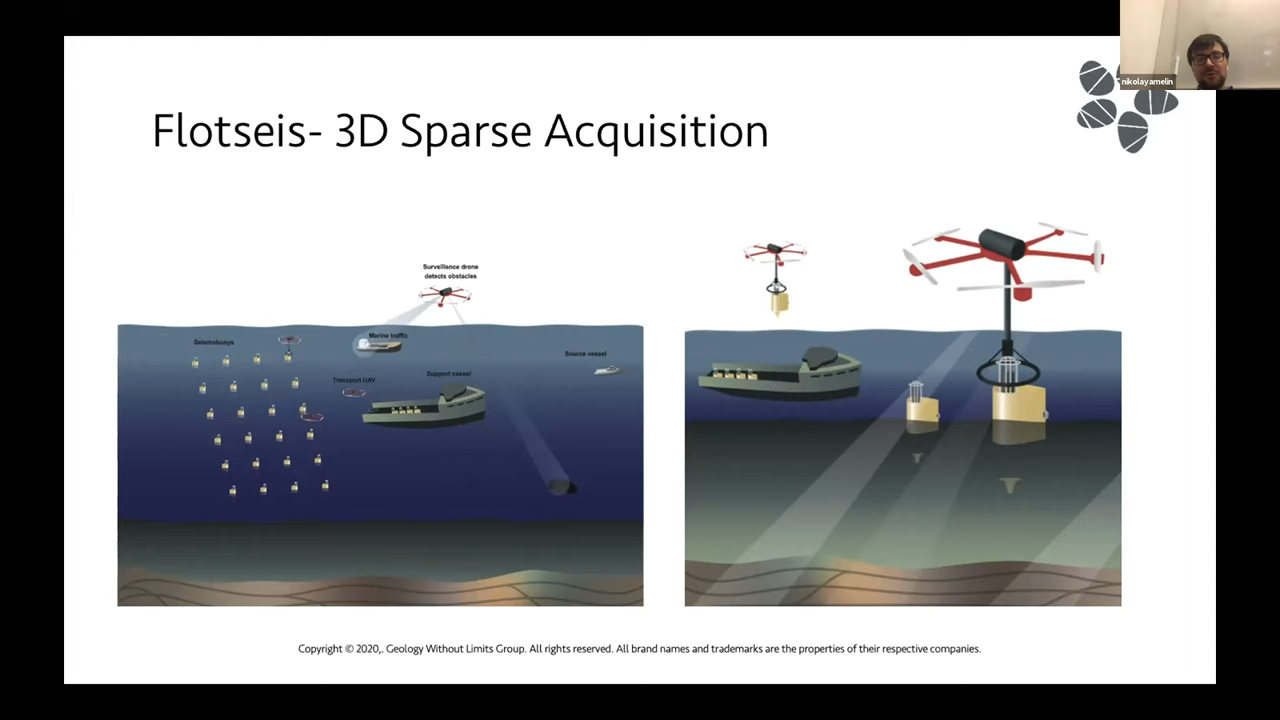 nikolayamelin
Flotseis- 3D Sparse Acquisition
Surveillance drone
detects obstacles
Marine traffic
Seismobuoys
Source vessel
Support vessel
Transport UAV
Copyright © 2020,. Geology Without Limits Group. All rights reserved. All brand names and trademarks are the properties of their respective companies.